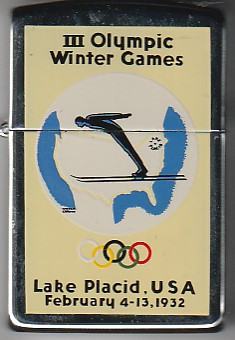 III Olympic
Winter Games
Lake Placid, USA
February 4-13, 1932